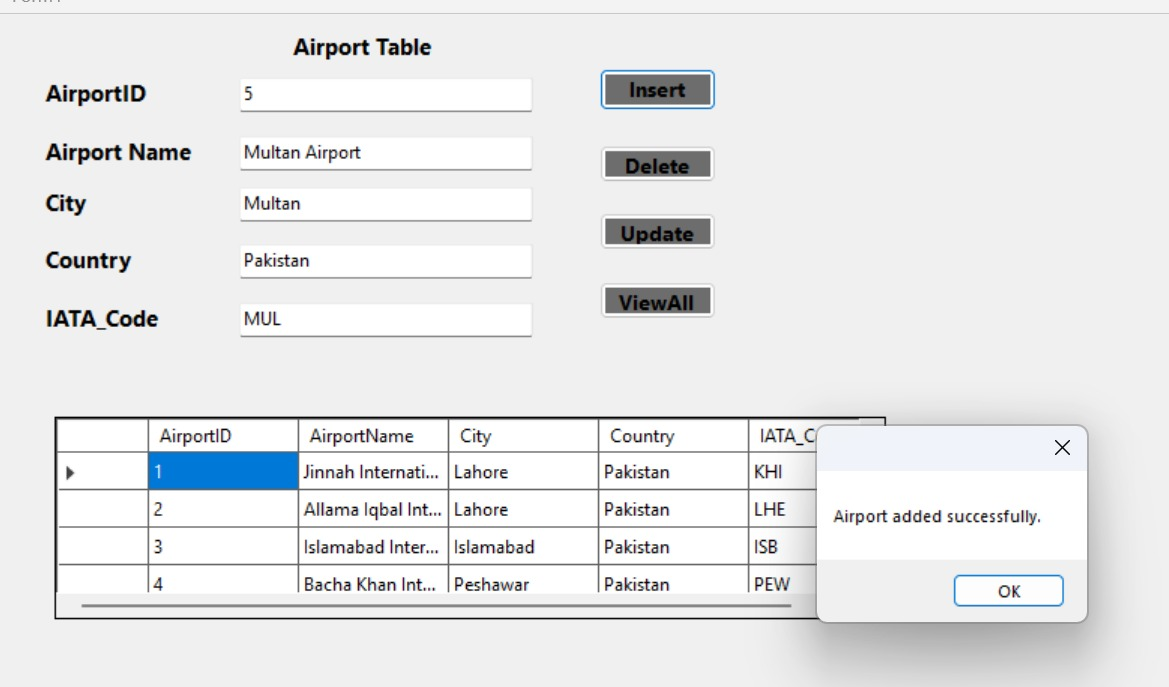 Airport Table
AirportID 5 Insert
Airport Name Multan Airport Delete
City Multan
Update
Country Pakistan
ViewAll
IATA_Code MUL
AirportID AirportName City Country IATA_C
1 Jinnah Internati... Lahore Pakistan KHI
2 Allama Iqbal Int... Lahore Pakistan LHE
3 Islamabad Inter... Islamabad Pakistan ISB
4 Bacha Khan Int... Peshawar Pakistan PEW
Airport added successfully.
OK